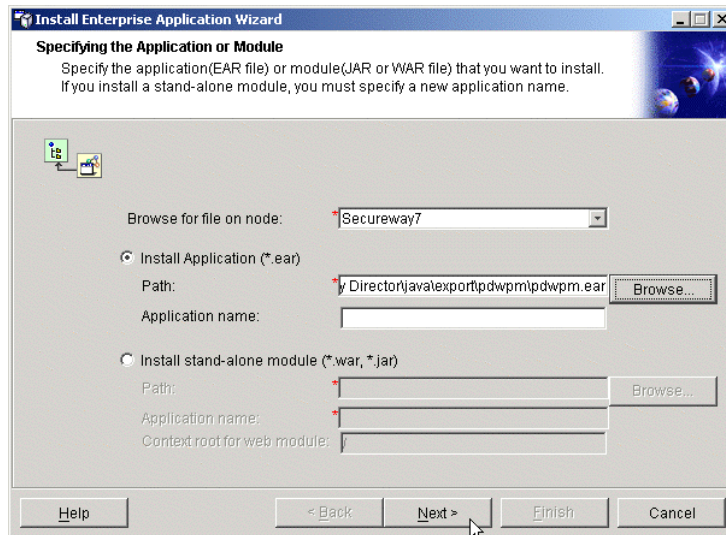 Install Enterprise Application Wizard
Specifying the Application or Module
Specify the application(EAR file) or module(JAR or WAR file) that you want to install.
If you install a stand-alone module, you must specify a new application name.
Browse for file on node: *Secureway7
Install Application (*.ear)
Path: *y Director\java\export\pdwpm\pdwpm.ear Browse...
Application name:
Install stand-alone module (*.war, *.jar)
Path: * Browse...
Application name: *
Context root for web module: /
Help < Back Next > Finish Cancel